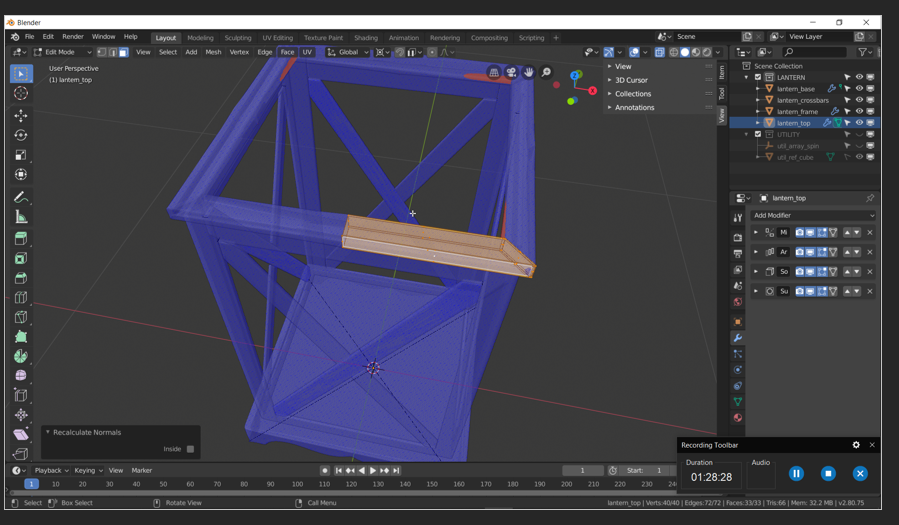 Blender
File Edit Render Window Help Layout Modeling Sculpting UV Editing Texture Paint Shading Animation Rendering Compositing Scripting + Scene View Layer
Edit Mode View Select Add Mesh Vertex Edge Face UV Global
User Perspective
(1) lantern_top
View
3D Cursor
Collections
Annotations
Item
Tool
View
X
Y
Z
Scene Collection
LANTERN
lantern_base
lantern_crossbars
lantern_frame
lantern_top
UTILITY
util_array_spin
util_ref_cube
lantern_top
Add Modifier
Mi
Ar
So
Su
Recalculate Normals
Inside
Recording Toolbar
Duration
Audio
01:28:28
Playback Keying View Marker 1 Start: 1
1 10 20 30 40 50 60 70 80 90 100 110 120 130 140 150 160 170 180 190 200 210 220 230 240
Select Box Select Rotate View Call Menu lantern_top | Verts:40/40 | Edges:72/72 | Faces:33/33 | Tris:66 | Mem: 32.2 MB | v2.80.75